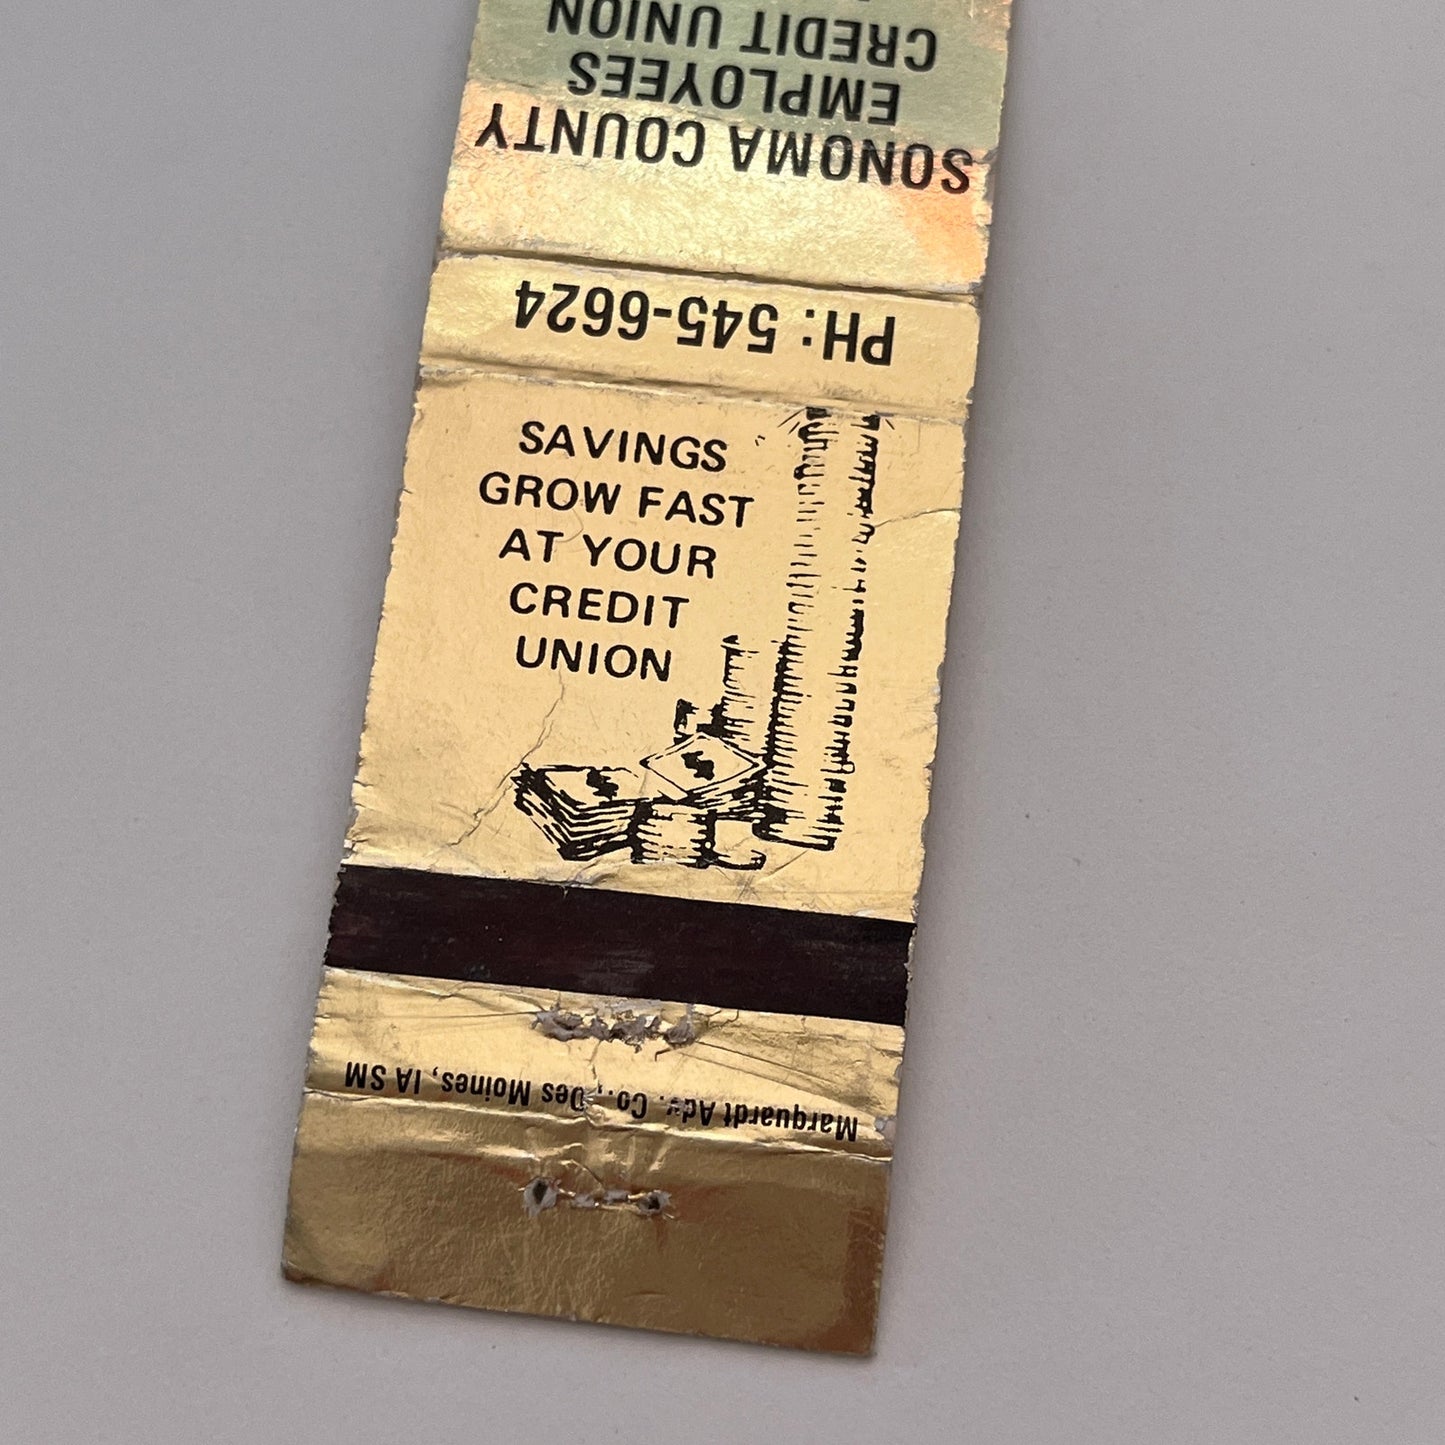 SONOMA COUNTY
EMPLOYEES
CREDIT UNION
PH: 545-6624
SAVINGS
GROW FAST
AT YOUR
CREDIT
UNION
Marquardt Adv. Co., Des Moines, IA SM